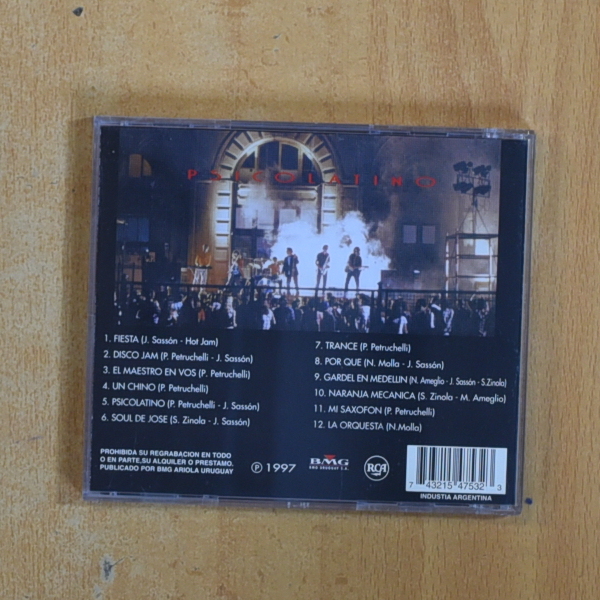 PSICOLATINO
1. FIESTA (J. Sassón - Hot Jam)
2. DISCO JAM (P. Petruchelli - J. Sassón)
3. EL MAESTRO EN VOS (P. Petruchelli)
4. UN CHINO (P. Petruchelli)
5. PSICOLATINO (P. Petruchelli - J. Sassón)
6. SOUL DE JOSE (S. Zinola - J. Sassón)
7. TRANCE (P. Petruchelli)
8. POR QUE (N. Molla - J. Sassón)
9. GARDEL EN MEDELLIN (N. Ameglio - J. Sassón - S.Zinola)
10. NARANJA MECANICA (S. Zinola - M. Ameglio)
11. MI SAXOFON (P. Petruchelli)
12. LA ORQUESTA (N.Molla)
PROHIBIDA SU REGRABACION EN TODO
O EN PARTE,SU ALQUILER O PRESTAMO.
PUBLICADO POR BMG ARIOLA URUGUAY
℗ 1997
BMG
BMG URUGUAY S.A.
RCA
7 43215 47532 3
INDUSTIA ARGENTINA